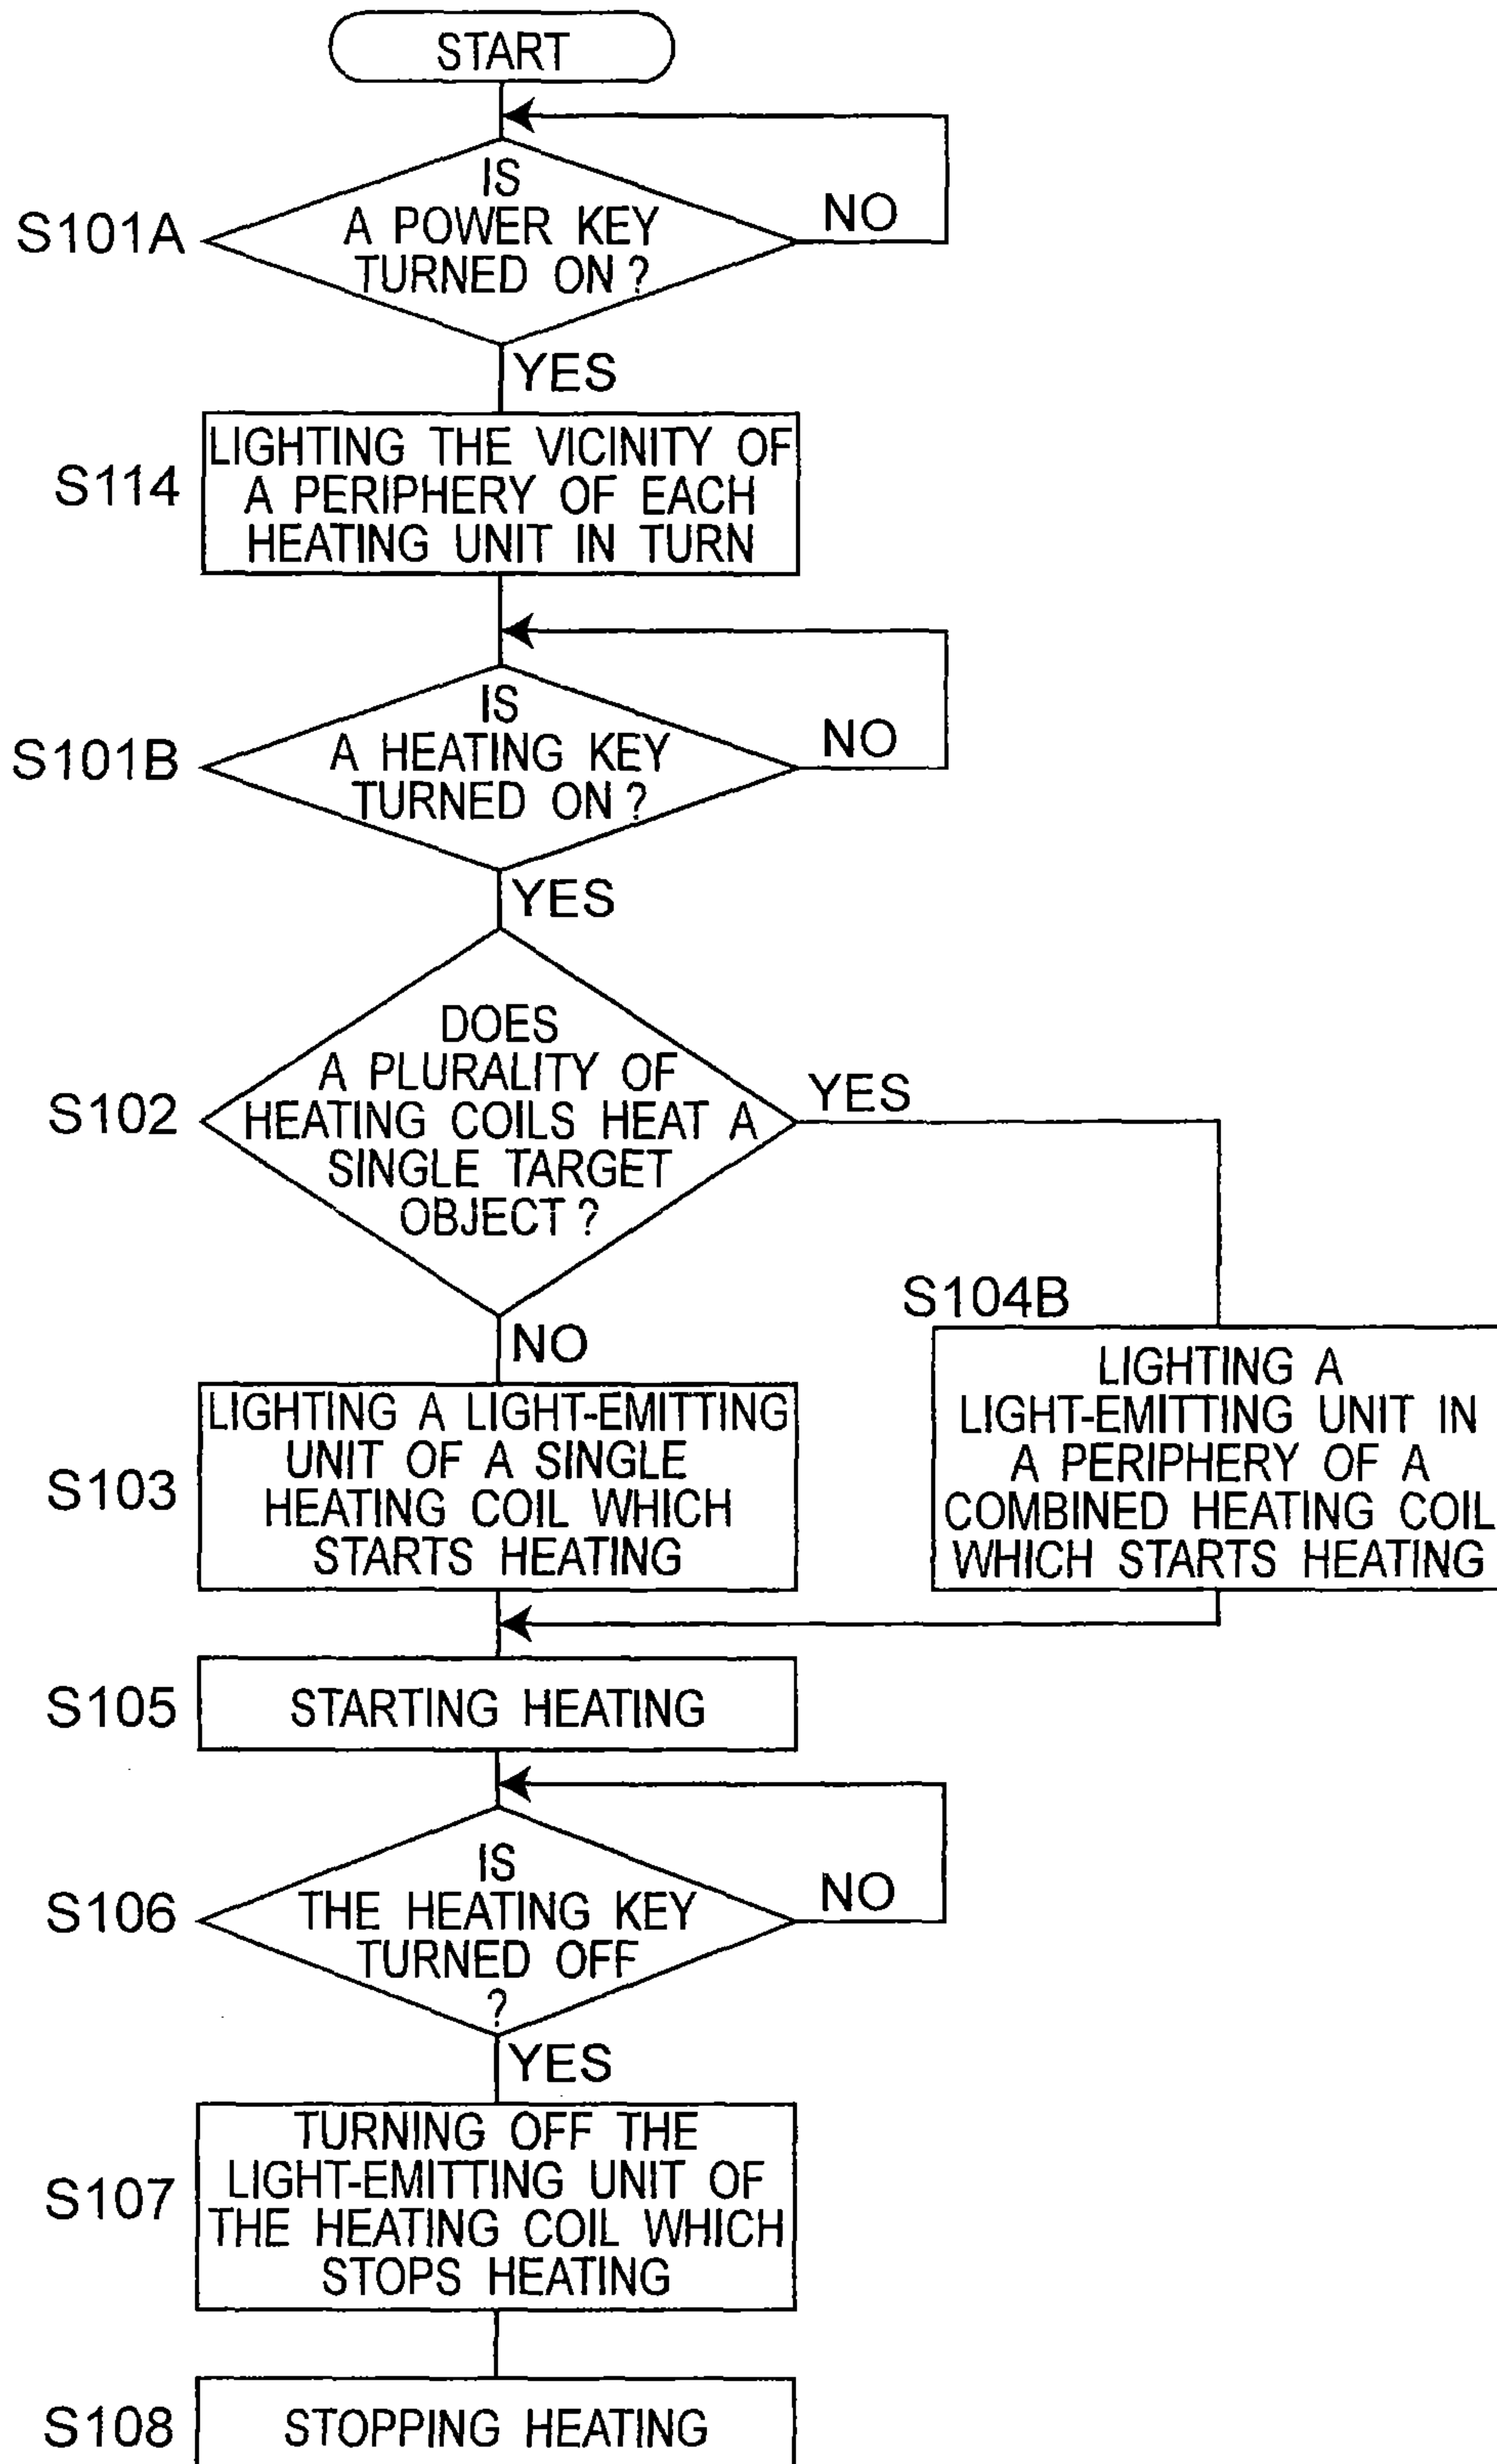 START
IS
A POWER KEY
TURNED ON?
S101A
NO
YES
S114
LIGHTING THE VICINITY OF
A PERIPHERY OF EACH
HEATING UNIT IN TURN
IS
A HEATING KEY
TURNED ON?
S101B
NO
YES
DOES
A PLURALITY OF
HEATING COILS HEAT A
SINGLE TARGET
OBJECT?
S102
YES
NO
S104B
LIGHTING A
LIGHT-EMITTING UNIT IN
A PERIPHERY OF A
COMBINED HEATING COIL
WHICH STARTS HEATING
S103
LIGHTING A LIGHT-EMITTING
UNIT OF A SINGLE
HEATING COIL WHICH
STARTS HEATING
S105
STARTING HEATING
IS
THE HEATING KEY
TURNED OFF
?
S106
NO
YES
S107
TURNING OFF THE
LIGHT-EMITTING UNIT OF
THE HEATING COIL WHICH
STOPS HEATING
S108
STOPPING HEATING